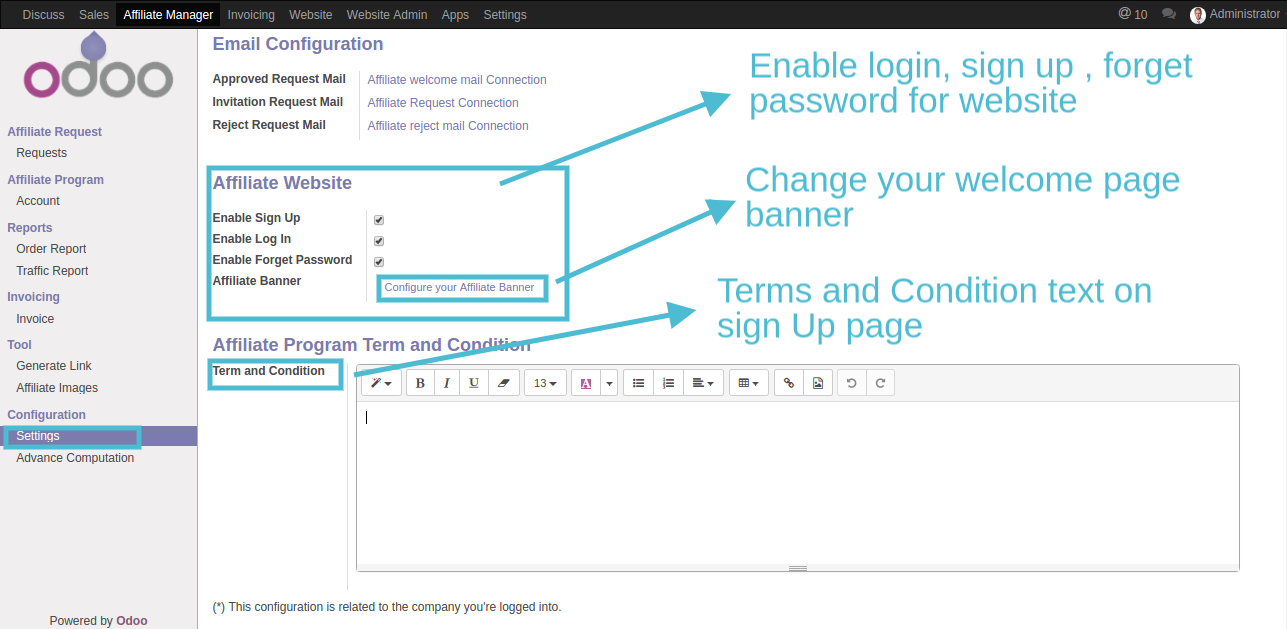 Discuss Sales Affiliate Manager Invoicing Website Website Admin Apps Settings @ 10 Administrator
odoo
Affiliate Request
Requests
Affiliate Program
Account
Reports
Order Report
Traffic Report
Invoicing
Invoice
Tool
Generate Link
Affiliate Images
Configuration
Settings
Advance Computation
Powered by Odoo
Email Configuration
Approved Request Mail Affiliate welcome mail Connection
Invitation Request Mail Affiliate Request Connection
Reject Request Mail Affiliate reject mail Connection
Enable login, sign up , forget
password for website
Affiliate Website
Enable Sign Up
Enable Log In
Enable Forget Password
Affiliate Banner Configure your Affiliate Banner
Change your welcome page
banner
Terms and Condition text on
sign Up page
Affiliate Program Term and Condition
Term and Condition
B I U 13 A
(*) This configuration is related to the company you're logged into.